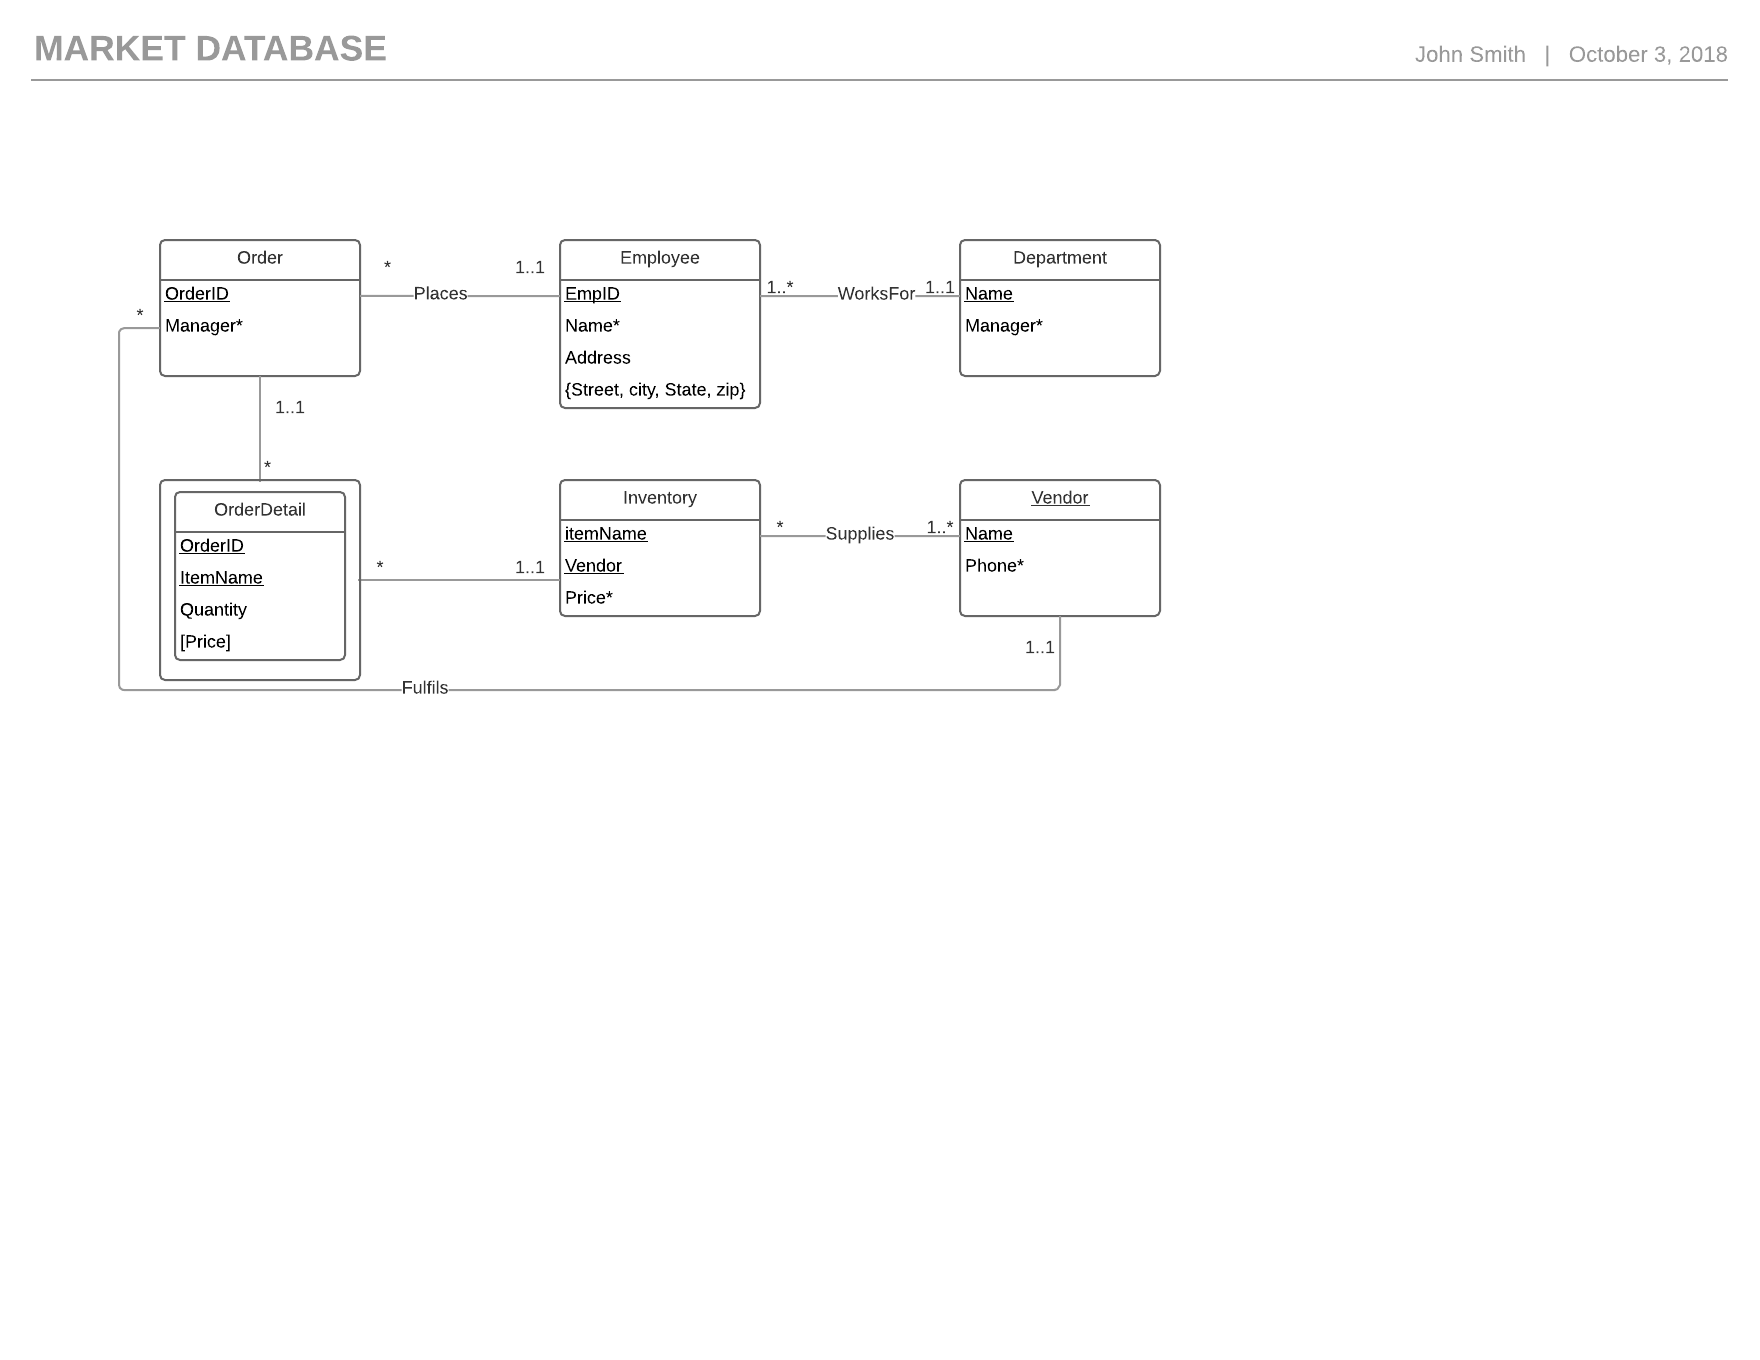 MARKET DATABASE
John Smith | October 3, 2018
Order
OrderID
Manager*
*
Places
1..1
Employee
EmpID
Name*
Address
{Street, city, State, zip}
1..*
WorksFor
1..1
Department
Name
Manager*
*
1..1
*
OrderDetail
OrderID
ItemName
Quantity
[Price]
*
1..1
Inventory
itemName
Vendor
Price*
*
Supplies
1..*
Vendor
Name
Phone*
1..1
Fulfils